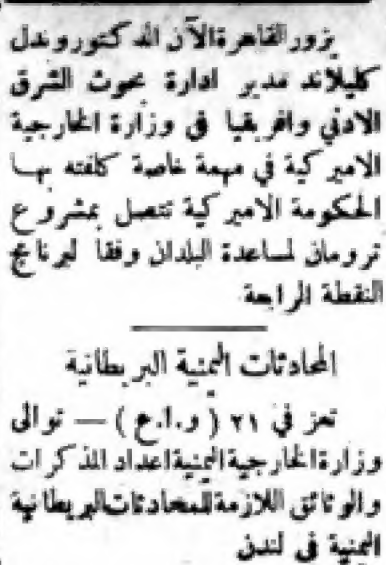 يزور القاهرة الآن الدكتور وندل
كليلاند مدير ادارة بحوث الشرق
الادنى وافريقيا في وزارة الخارجية
الاميركية في مهمة خاصة كلفته بها
الحكومة الاميركية تتصل بمشروع
ترومان لمساعدة البلدان وفقا لبرنامج
النقطة الرابعة
المحادثات اليمنية البريطانية
تعز في ٢١ (و.ا.ع) — توالى
وزارة الخارجية اليمنية اعداد المذكرات
والوثائق اللازمة للمحادثات البريطانية
اليمنية في لندن